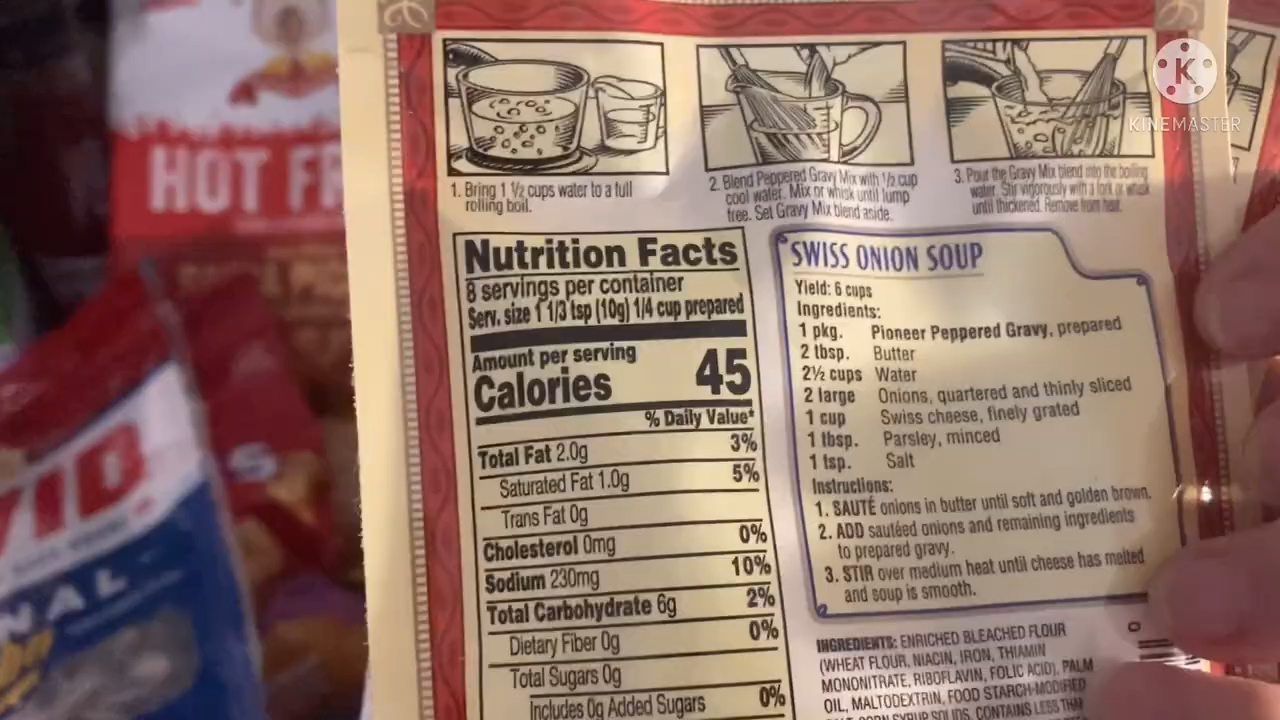 HOT FR
VID
NAL
KINEMASTER
1. Bring 1 1/2 cups water to a full
rolling boil.
2. Blend Peppered Gravy Mix with 1/2 cup
cool water. Mix or whisk until lump
free. Set Gravy Mix blend aside.
3. Pour the Gravy Mix blend into the boiling
water. Stir vigorously with a fork or whisk
until thickened. Remove from heat.
Nutrition Facts
8 servings per container
Serv. size 1 1/3 tsp (10g) 1/4 cup prepared
Amount per serving
Calories 45
% Daily Value*
Total Fat 2.0g 3%
Saturated Fat 1.0g 5%
Trans Fat 0g
Cholesterol 0mg 0%
Sodium 230mg 10%
Total Carbohydrate 6g 2%
Dietary Fiber 0g 0%
Total Sugars 0g
Includes 0g Added Sugars 0%
SWISS ONION SOUP
Yield: 6 cups
Ingredients:
1 pkg. Pioneer Peppered Gravy, prepared
2 tbsp. Butter
2½ cups Water
2 large Onions, quartered and thinly sliced
1 cup Swiss cheese, finely grated
1 tbsp. Parsley, minced
1 tsp. Salt
Instructions:
1. SAUTÉ onions in butter until soft and golden brown.
2. ADD sautéed onions and remaining ingredients
to prepared gravy.
3. STIR over medium heat until cheese has melted
and soup is smooth.
INGREDIENTS: ENRICHED BLEACHED FLOUR
(WHEAT FLOUR, NIACIN, IRON, THIAMIN
MONONITRATE, RIBOFLAVIN, FOLIC ACID), PALM
OIL, MALTODEXTRIN, FOOD STARCH-MODIFIED
CORN SYRUP SOLIDS, CONTAINS LESS THAN